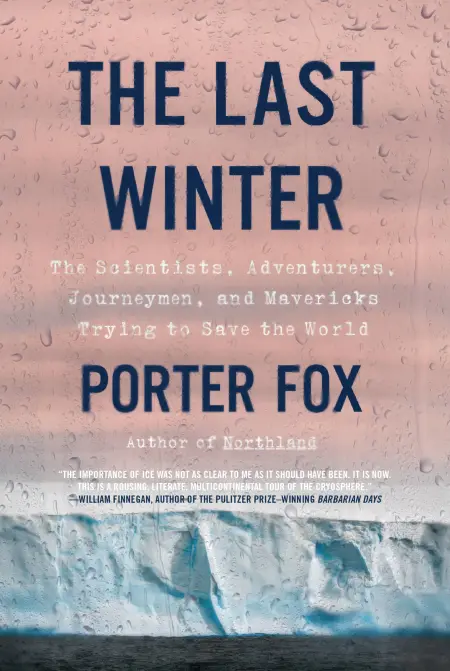 THE LAST
WINTER
The Scientists, Adventurers,
Journeymen, and Mavericks
Trying to Save the World
PORTER FOX
Author of Northland
“THE IMPORTANCE OF ICE WAS NOT AS CLEAR TO ME AS IT SHOULD HAVE BEEN. IT IS NOW.
THIS IS A ROUSING, LITERATE, MULTICONTINENTAL TOUR OF THE CRYOSPHERE.”
—WILLIAM FINNEGAN, AUTHOR OF THE PULITZER PRIZE–WINNING BARBARIAN DAYS